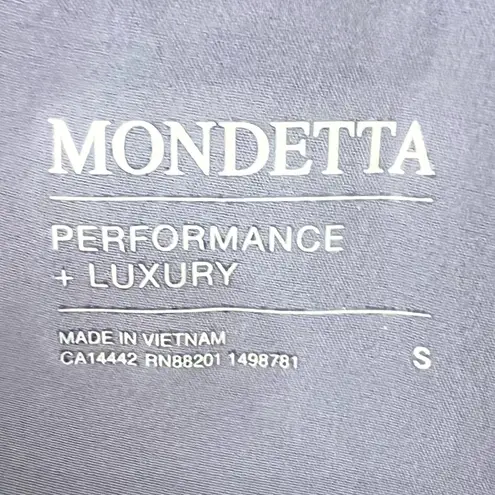 MONDETTA
PERFORMANCE
+ LUXURY
MADE IN VIETNAM
CA14442 RN88201 1498781 S